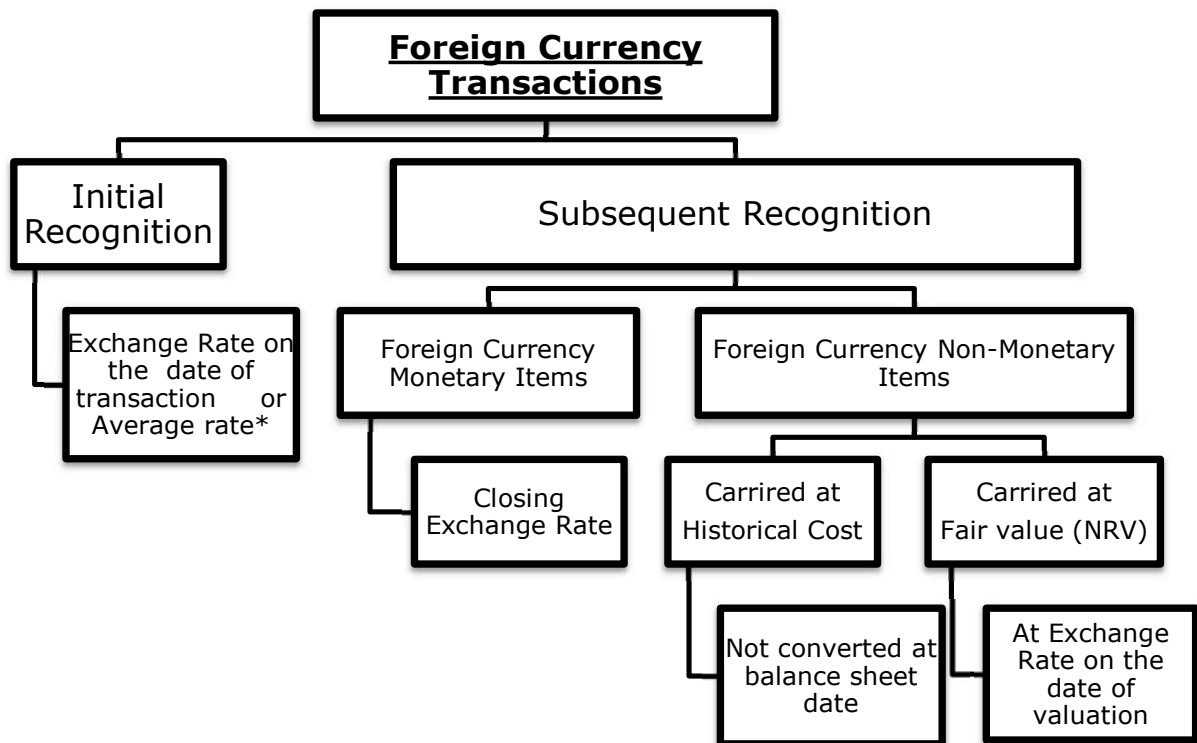 Foreign Currency
Transactions
Initial
Recognition
Subsequent Recognition
Exchange Rate on
the date of
transaction or
Average rate*
Foreign Currency
Monetary Items
Foreign Currency Non-Monetary
Items
Closing
Exchange Rate
Carrired at
Historical Cost
Carrired at
Fair value (NRV)
Not converted at
balance sheet
date
At Exchange
Rate on the
date of
valuation